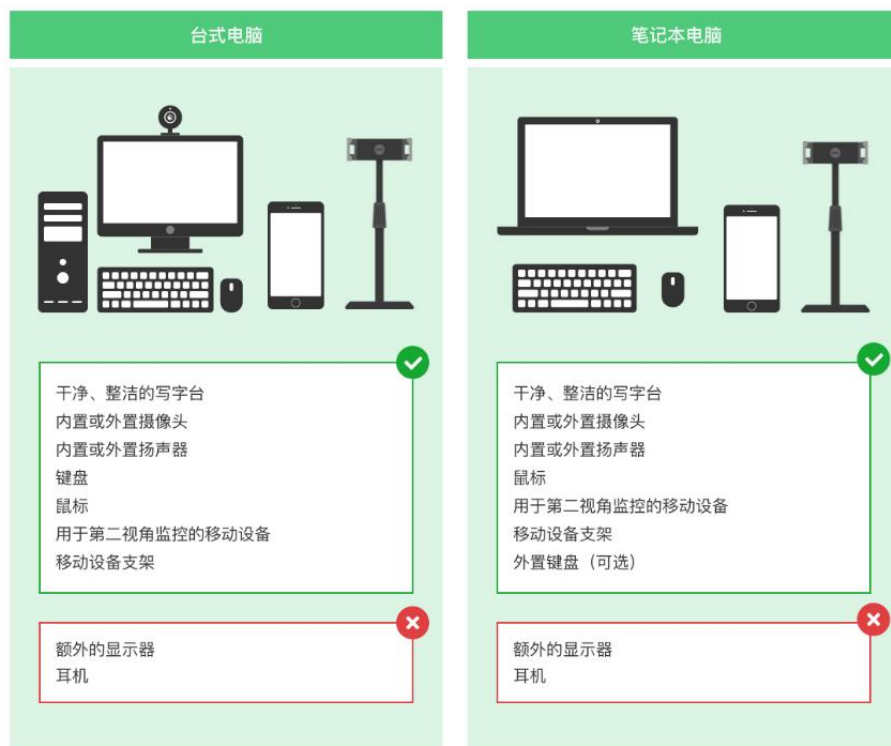 台式电脑
干净、整洁的写字台
内置或外置摄像头
内置或外置扬声器
键盘
鼠标
用于第二视角监控的移动设备
移动设备支架
额外的显示器
耳机
笔记本电脑
干净、整洁的写字台
内置或外置摄像头
内置或外置扬声器
鼠标
用于第二视角监控的移动设备
移动设备支架
外置键盘（可选）
额外的显示器
耳机